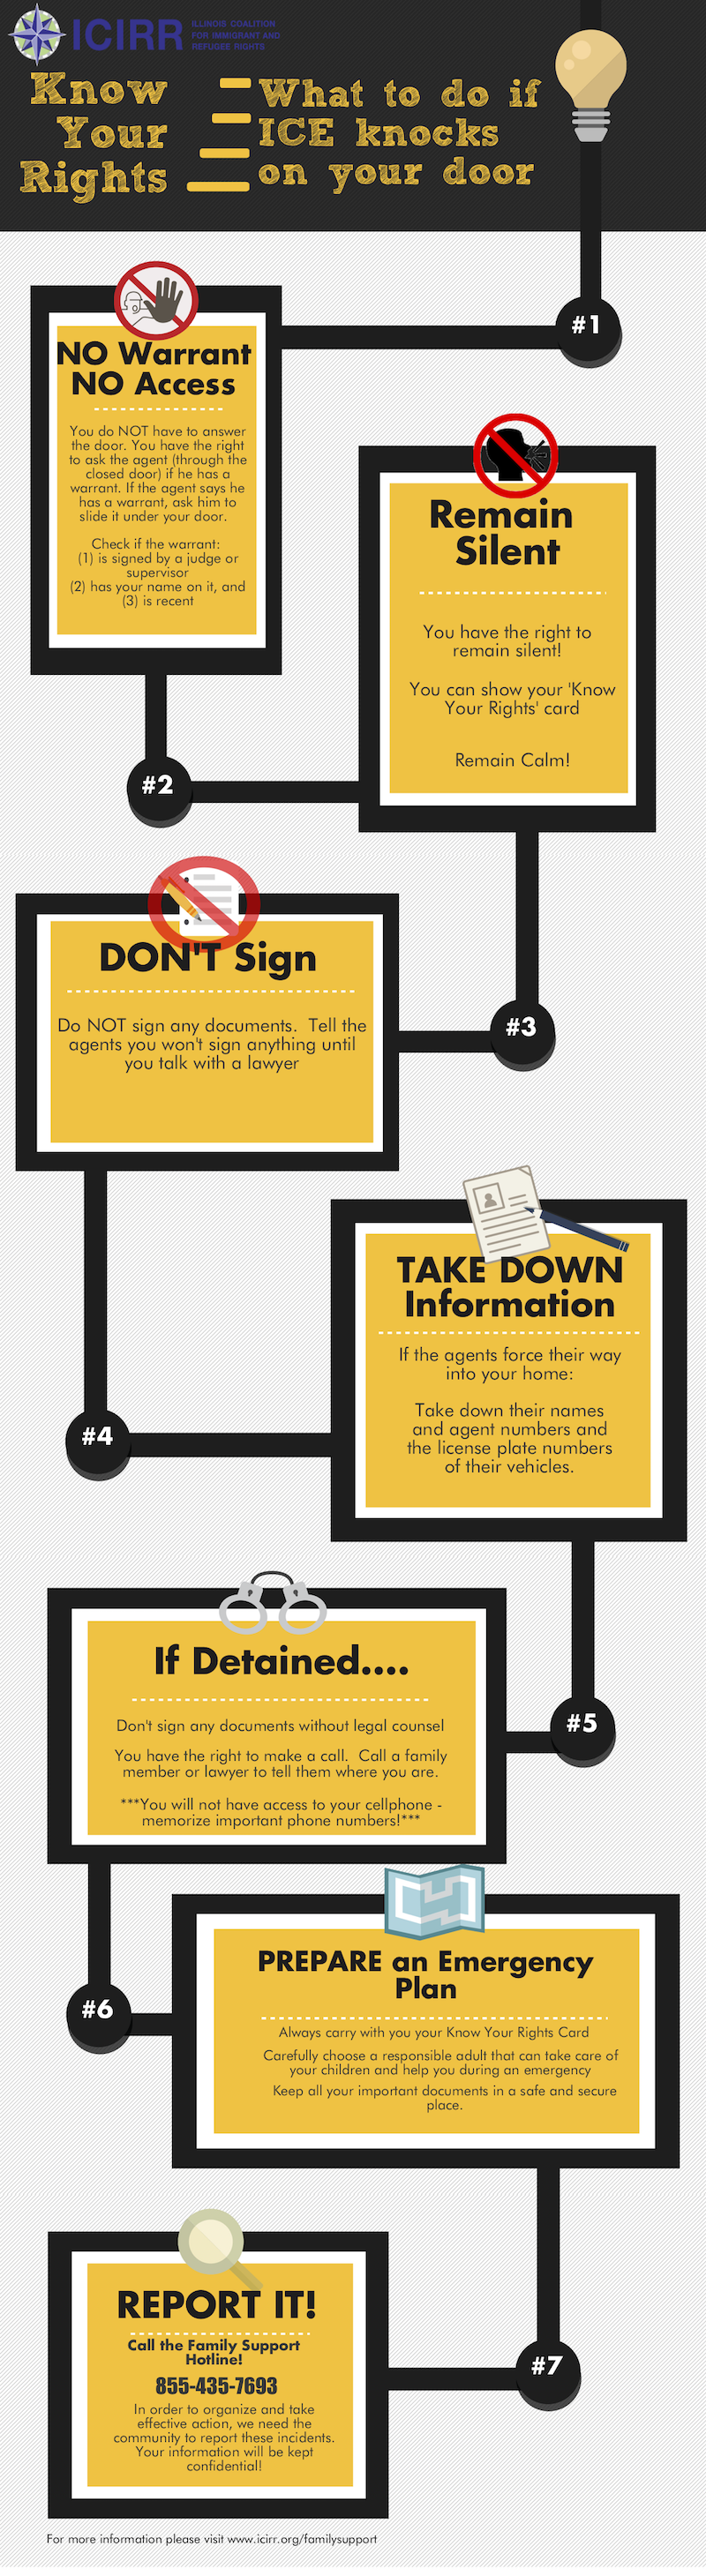 ICIRR
ILLINOIS COALITION
FOR IMMIGRANT AND
REFUGEE RIGHTS
Know
Your
Rights
What to do if
ICE knocks
on your door
#1
NO Warrant
NO Access
You do NOT have to answer
the door. You have the right
to ask the agent (through the
closed door) if he has a
warrant. If the agent says he
has a warrant, ask him to
slide it under your door.
Check if the warrant:
(1) is signed by a judge or
supervisor
(2) has your name on it, and
(3) is recent
#2
Remain
Silent
You have the right to
remain silent!
You can show your 'Know
Your Rights' card
Remain Calm!
#3
DON'T Sign
Do NOT sign any documents. Tell the
agents you won't sign anything until
you talk with a lawyer
#4
TAKE DOWN
Information
If the agents force their way
into your home:
Take down their names
and agent numbers and
the license plate numbers
of their vehicles.
#5
If Detained....
Don't sign any documents without legal counsel
You have the right to make a call. Call a family
member or lawyer to tell them where you are.
***You will not have access to your cellphone -
memorize important phone numbers!***
#6
PREPARE an Emergency
Plan
Always carry with you your Know Your Rights Card
Carefully choose a responsible adult that can take care of
your children and help you during an emergency
Keep all your important documents in a safe and secure
place.
#7
REPORT IT!
Call the Family Support
Hotline!
855-435-7693
In order to organize and take
effective action, we need the
community to report these incidents.
Your information will be kept
confidential!
For more information please visit www.icirr.org/familysupport